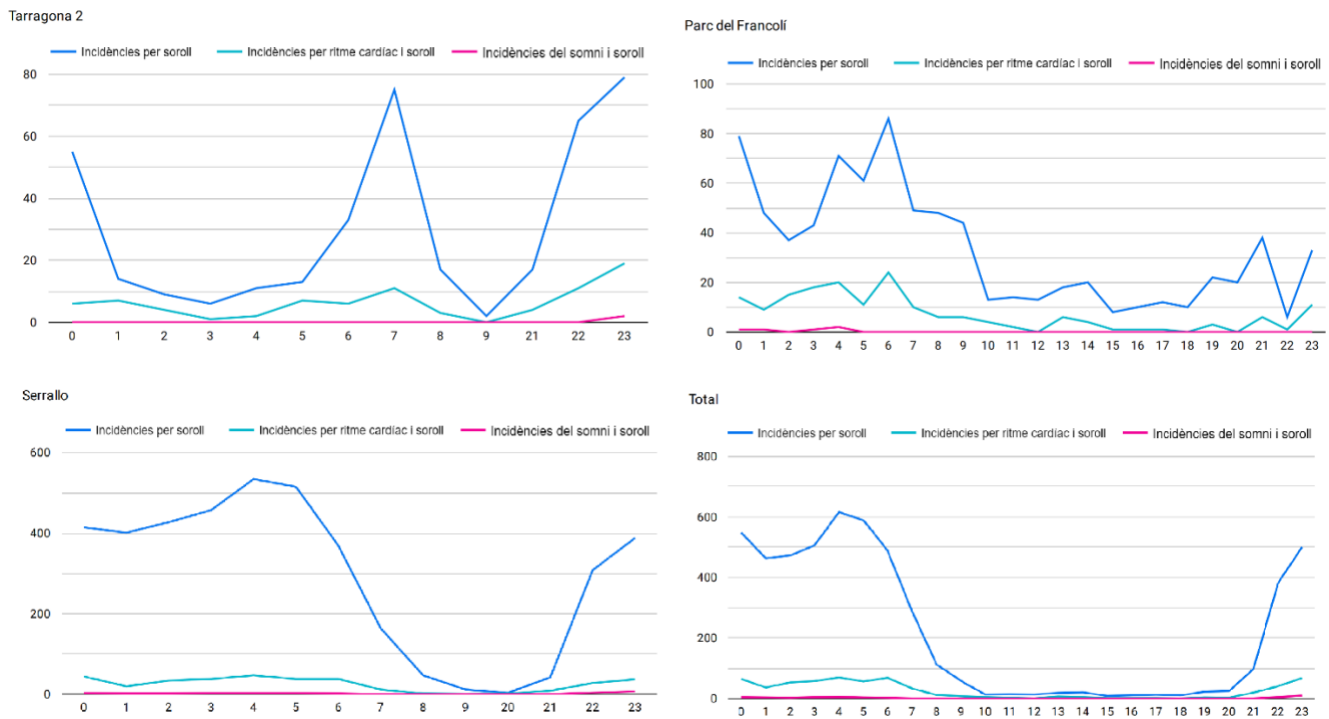 Tarragona 2
Incidències per soroll Incidències per ritme cardíac i soroll Incidències del somni i soroll
80
60
40
20
0
0 1 2 3 4 5 6 7 8 9 21 22 23
Parc del Francolí
Incidències per soroll Incidències per ritme cardíac i soroll Incidències del somni i soroll
100
80
60
40
20
0
0 1 2 3 4 5 6 7 8 9 10 11 12 13 14 15 16 17 18 19 20 21 22 23
Serrallo
Incidències per soroll Incidències per ritme cardíac i soroll Incidències del somni i soroll
600
400
200
0
0 1 2 3 4 5 6 7 8 9 20 21 22 23
Total
Incidències per soroll Incidències per ritme cardíac i soroll Incidències del somni i soroll
800
600
400
200
0
0 1 2 3 4 5 6 7 8 9 10 11 12 13 14 15 16 17 18 19 20 21 22 23